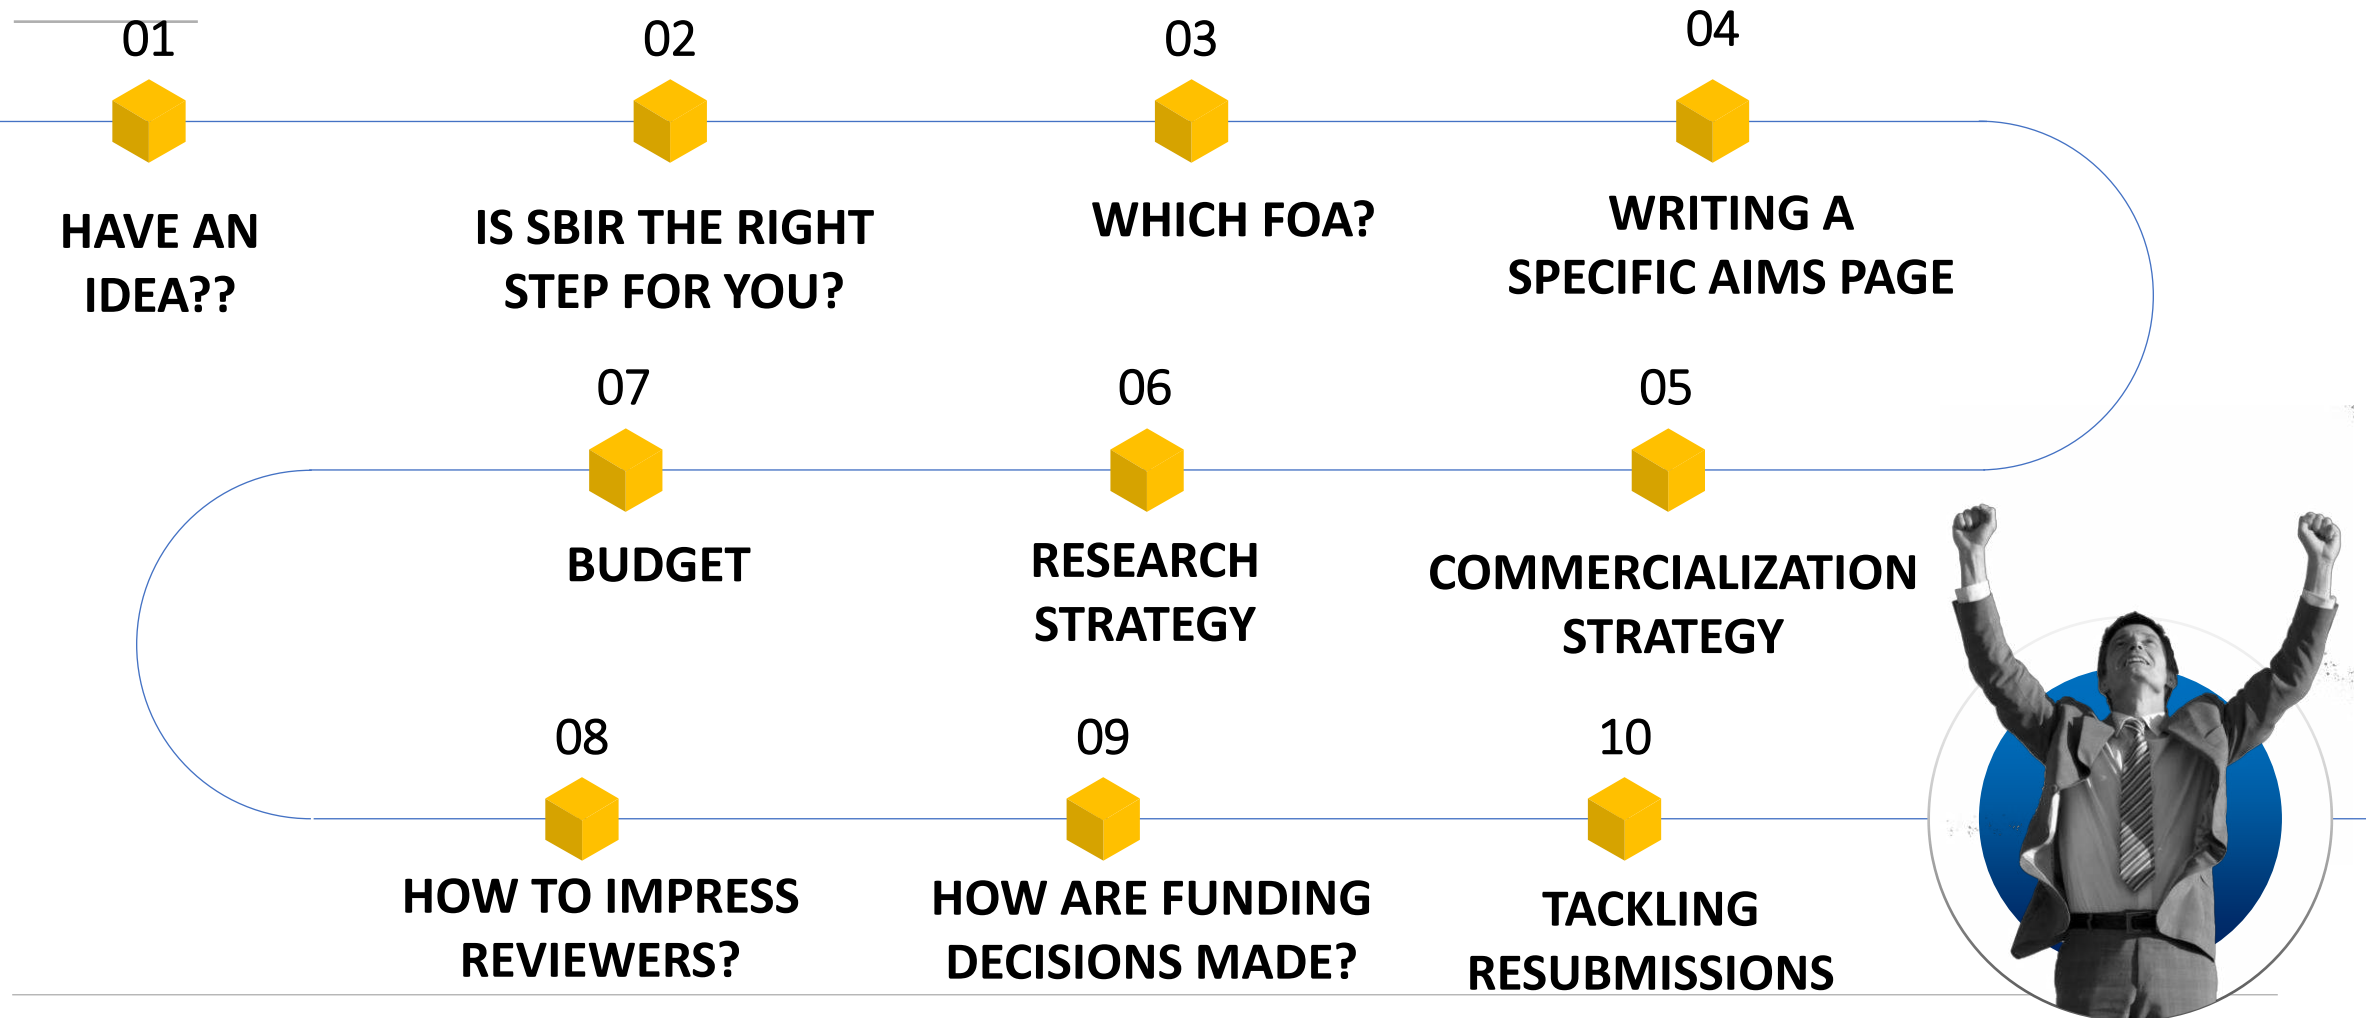 01
HAVE AN
IDEA??
02
IS SBIR THE RIGHT
STEP FOR YOU?
03
WHICH FOA?
04
WRITING A
SPECIFIC AIMS PAGE
05
COMMERCIALIZATION
STRATEGY
06
RESEARCH
STRATEGY
07
BUDGET
08
HOW TO IMPRESS
REVIEWERS?
09
HOW ARE FUNDING
DECISIONS MADE?
10
TACKLING
RESUBMISSIONS